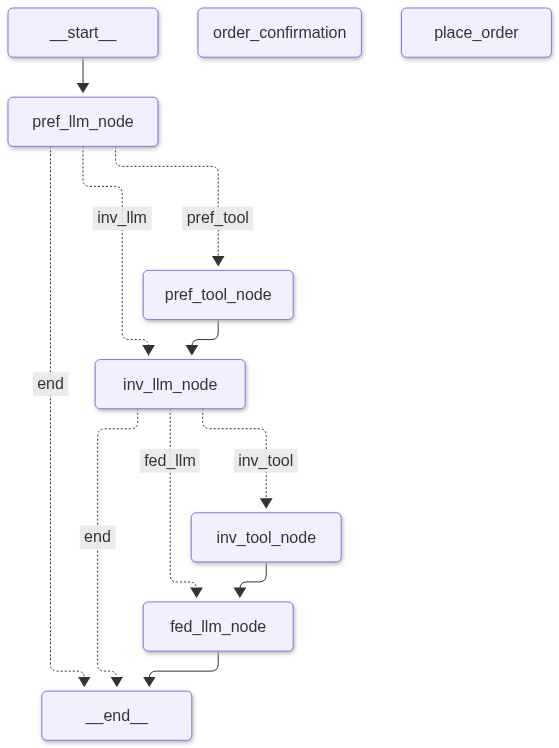 __start__
order_confirmation
place_order
pref_llm_node
inv_llm
pref_tool
pref_tool_node
end
inv_llm_node
fed_llm
inv_tool
end
inv_tool_node
fed_llm_node
__end__